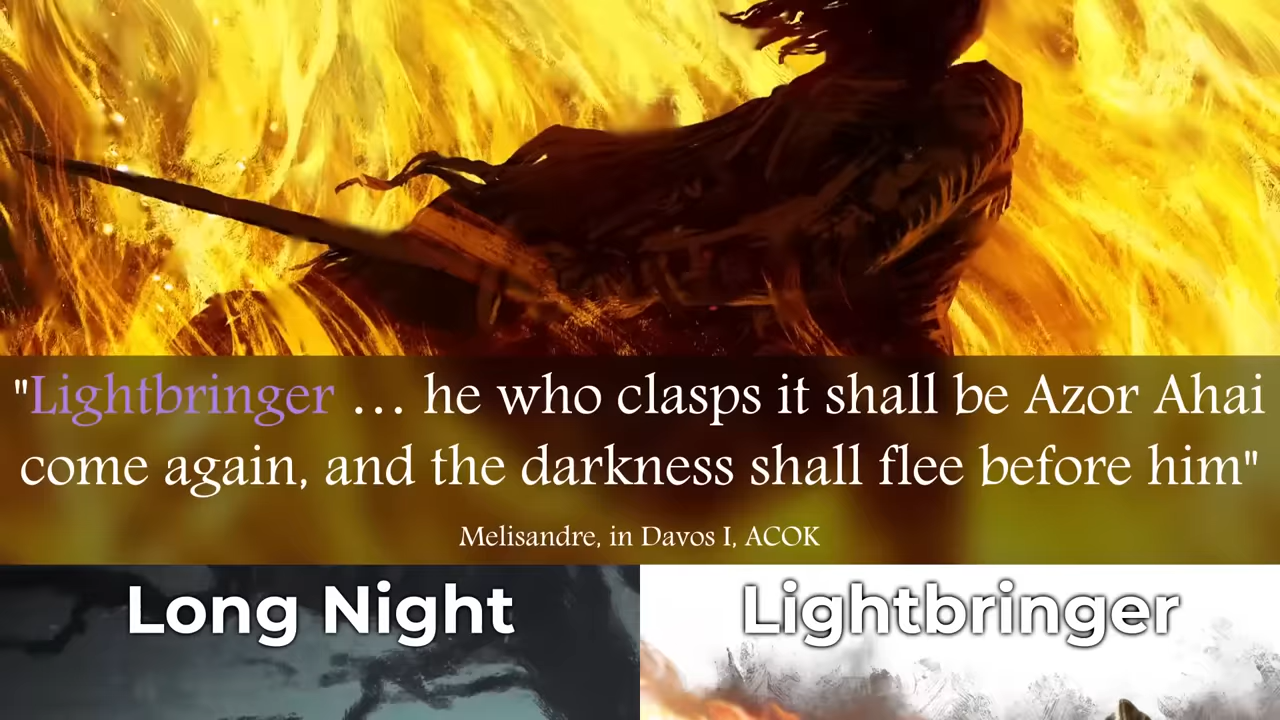 "Lightbringer … he who clasps it shall be Azor Ahai
come again, and the darkness shall flee before him"
Melisandre, in Davos I, ACOK
Long Night
Lightbringer